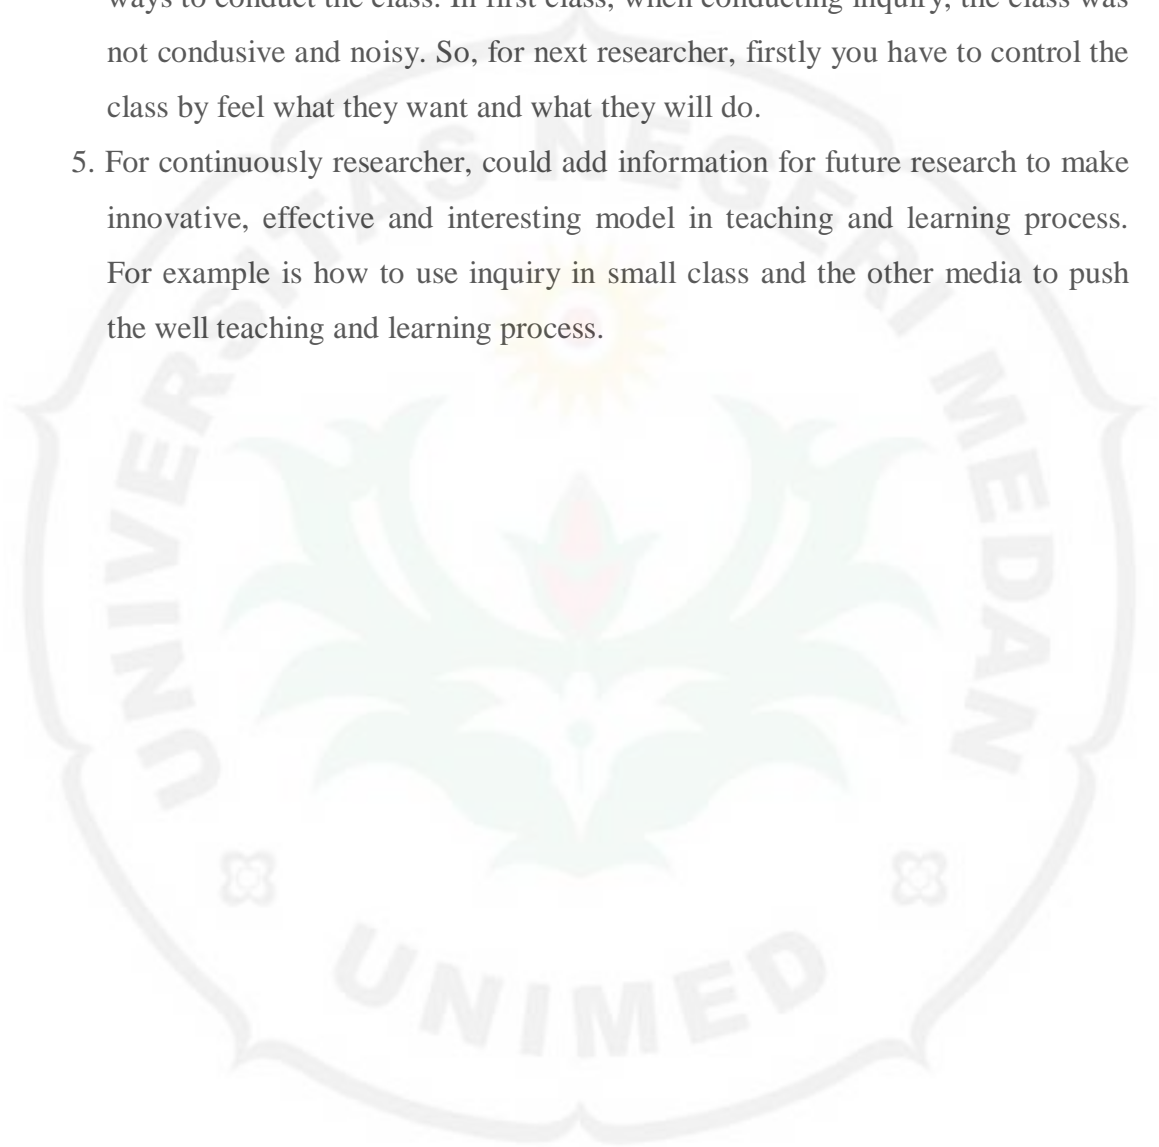 ways to conduct the class. In first class, when conducting inquiry, the class was
not condusive and noisy. So, for next researcher, firstly you have to control the
class by feel what they want and what they will do.
5. For continuously researcher, could add information for future research to make
innovative, effective and interesting model in teaching and learning process.
For example is how to use inquiry in small class and the other media to push
the well teaching and learning process.
UNIVERSITAS NEGERI MEDAN
UNIMED